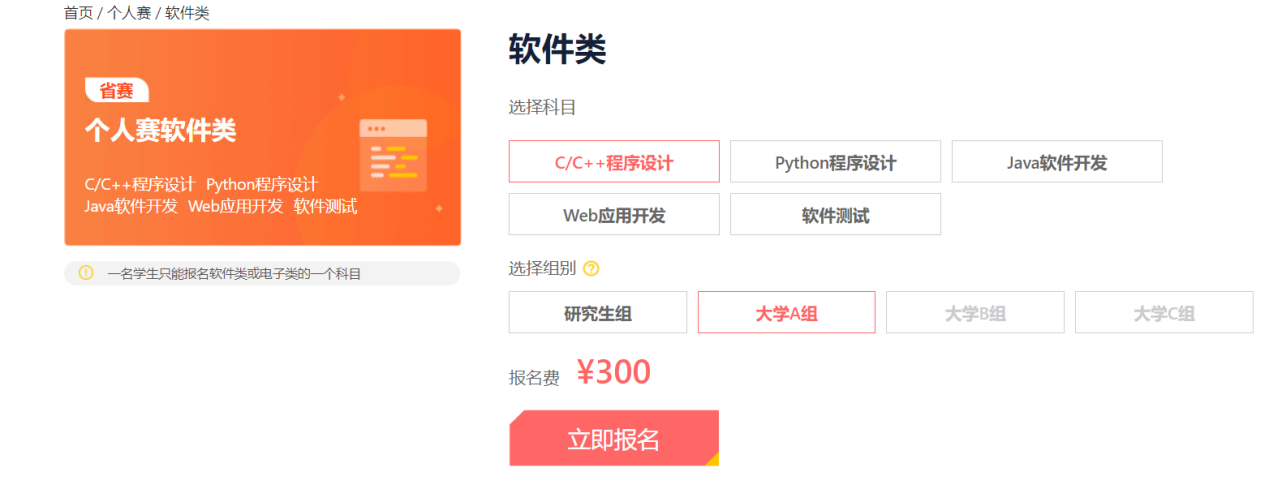 首页 / 个人赛 / 软件类
省赛
个人赛软件类
C/C++程序设计 Python程序设计
Java软件开发 Web应用开发 软件测试
一名学生只能报名软件类或电子类的一个科目
软件类
选择科目
C/C++程序设计 Python程序设计 Java软件开发
Web应用开发 软件测试
选择组别
研究生组 大学A组 大学B组 大学C组
报名费 ¥300
立即报名